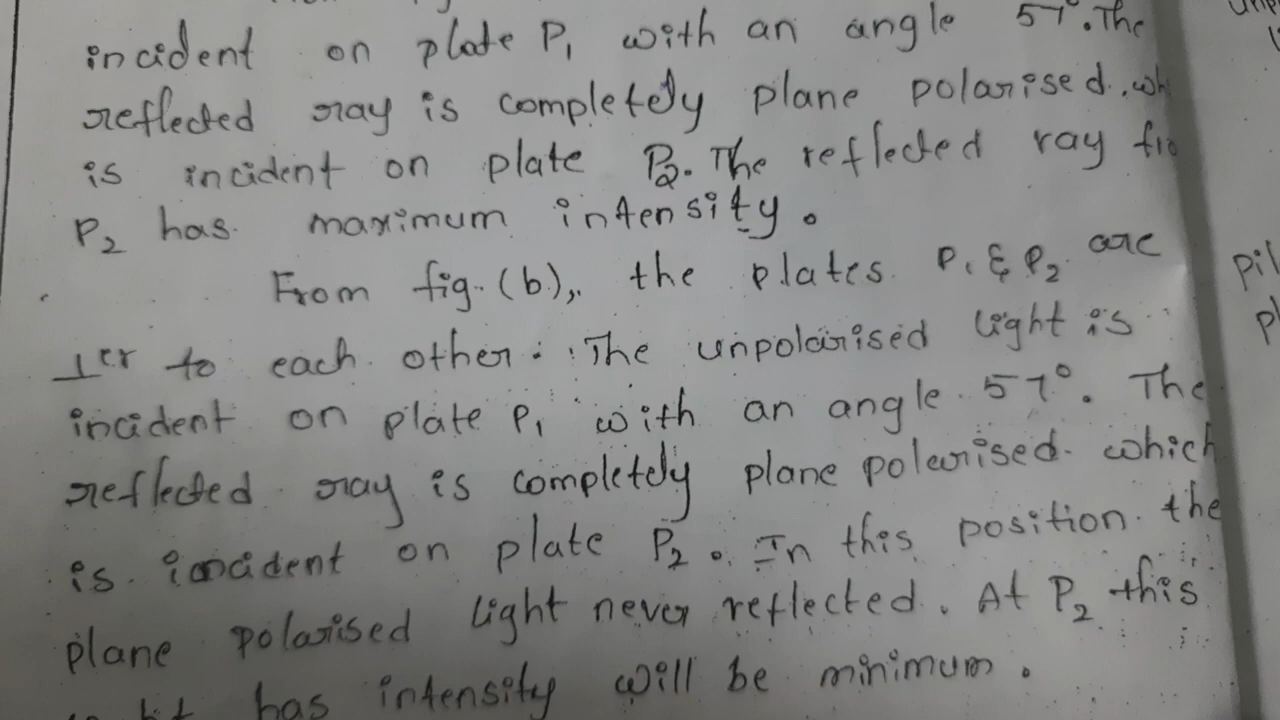 incident on plate P₁ with an angle 57°. The
reflected ray is completely plane polarised. wh
is incident on plate P₂. The reflected ray fro
P₂ has maximum intensity.
From fig. (b), the plates P₁ & P₂ are
⊥er to each other. The unpolarised light is
incident on plate P₁ with an angle 57°. The
reflected ray is completely plane polarised. which
is incident on plate P₂. In this position the
plane polarised light never reflected. At P₂ this
has intensity will be minimum.
pil
pl